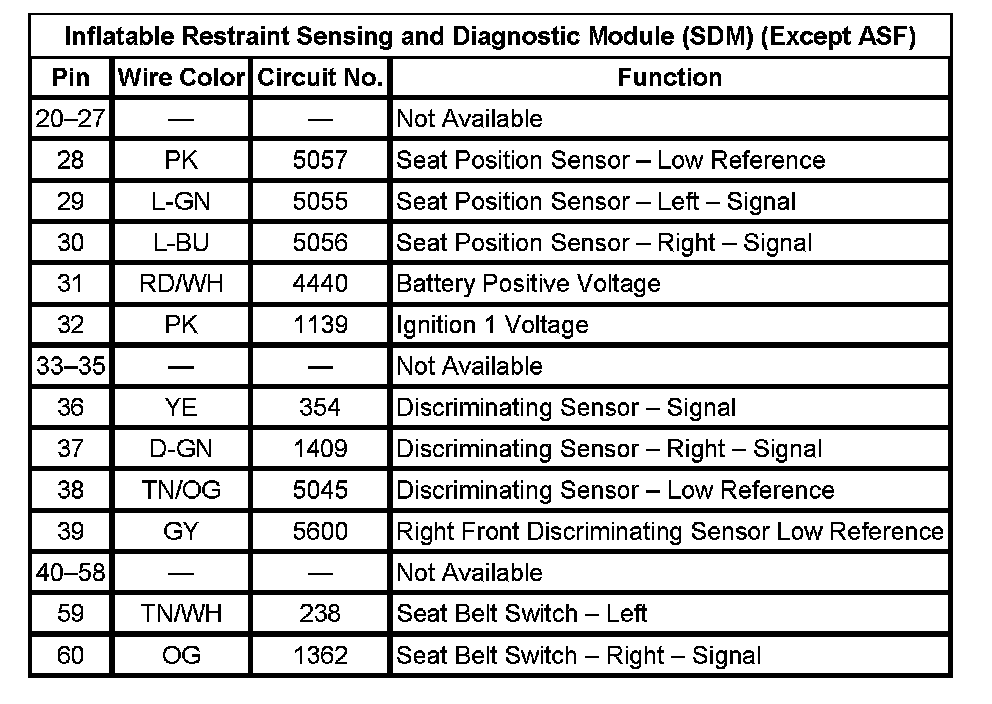 Inflatable Restraint Sensing and Diagnostic Module (SDM) (Except ASF)
Pin Wire Color Circuit No. Function
20–27 — — Not Available
28 PK 5057 Seat Position Sensor – Low Reference
29 L-GN 5055 Seat Position Sensor – Left – Signal
30 L-BU 5056 Seat Position Sensor – Right – Signal
31 RD/WH 4440 Battery Positive Voltage
32 PK 1139 Ignition 1 Voltage
33–35 — — Not Available
36 YE 354 Discriminating Sensor – Signal
37 D-GN 1409 Discriminating Sensor – Right – Signal
38 TN/OG 5045 Discriminating Sensor – Low Reference
39 GY 5600 Right Front Discriminating Sensor Low Reference
40–58 — — Not Available
59 TN/WH 238 Seat Belt Switch – Left
60 OG 1362 Seat Belt Switch – Right – Signal